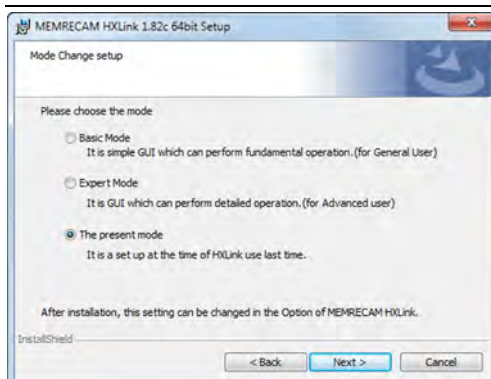 MEMRECAM HXLink 1.82c 64bit Setup
Mode Change setup
Please choose the mode
Basic Mode
It is simple GUI which can perform fundamental operation.(for General User)
Expert Mode
It is GUI which can perform detailed operation.(for Advanced user)
The present mode
It is a set up at the time of HXLink use last time.
After installation, this setting can be changed in the Option of MEMRECAM HXLink.
InstallShield
< Back Next > Cancel